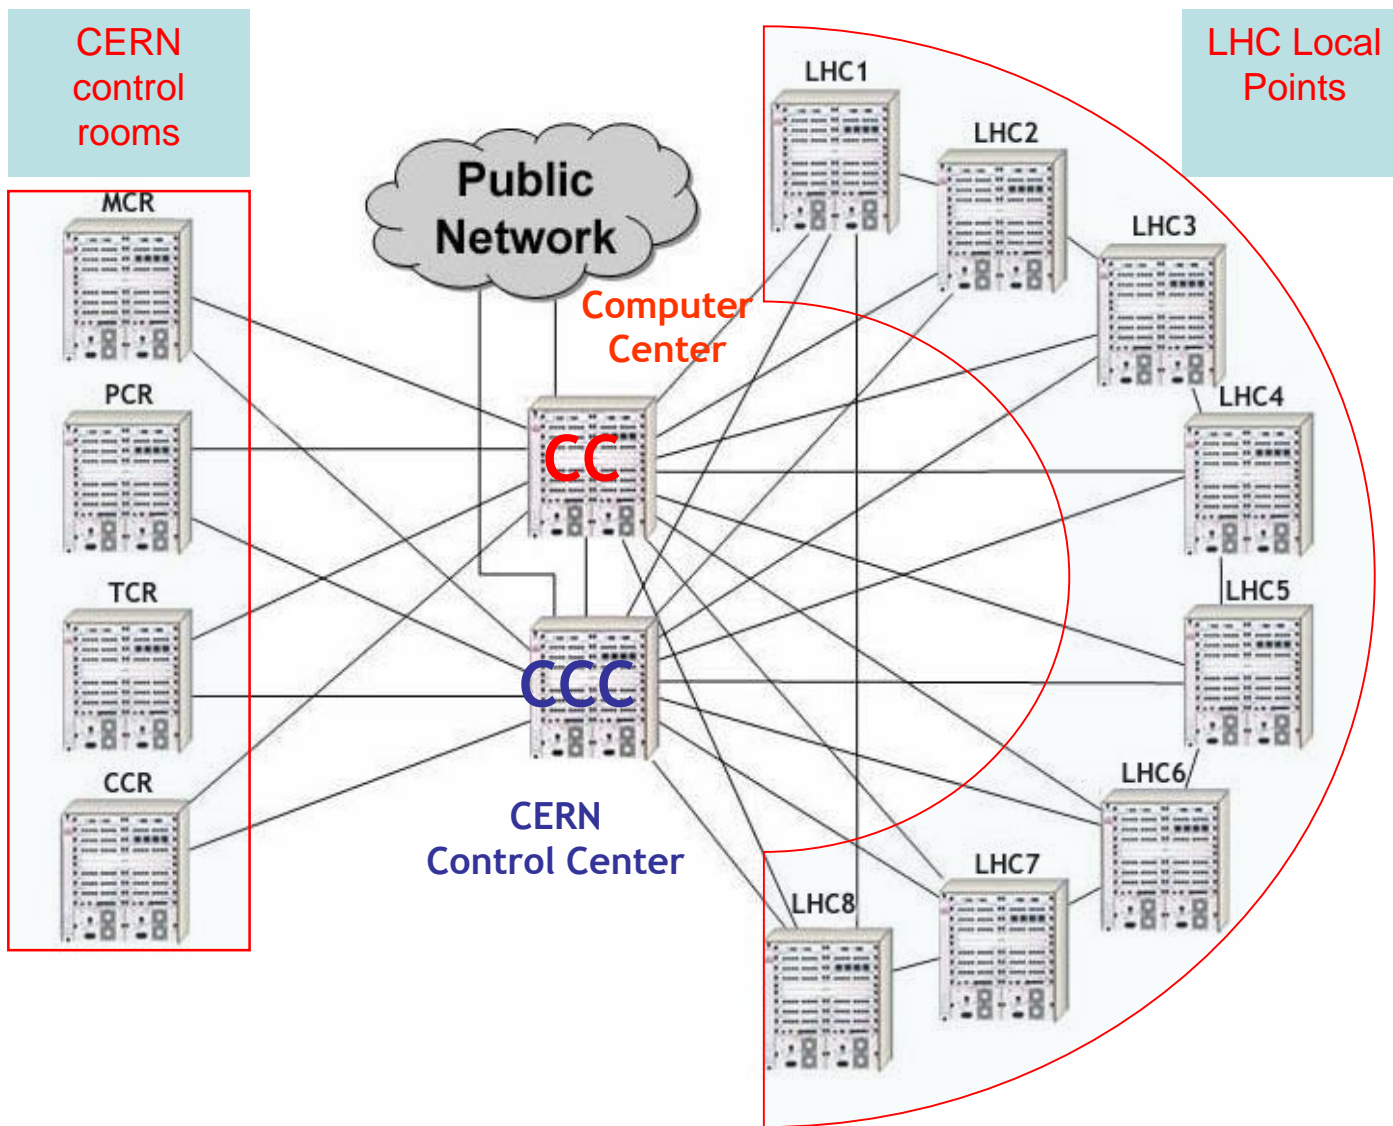 CERN
control
rooms
LHC Local
Points
MCR
PCR
TCR
CCR
Public
Network
Computer
Center
CC
CCC
CERN
Control Center
LHC1
LHC2
LHC3
LHC4
LHC5
LHC6
LHC7
LHC8